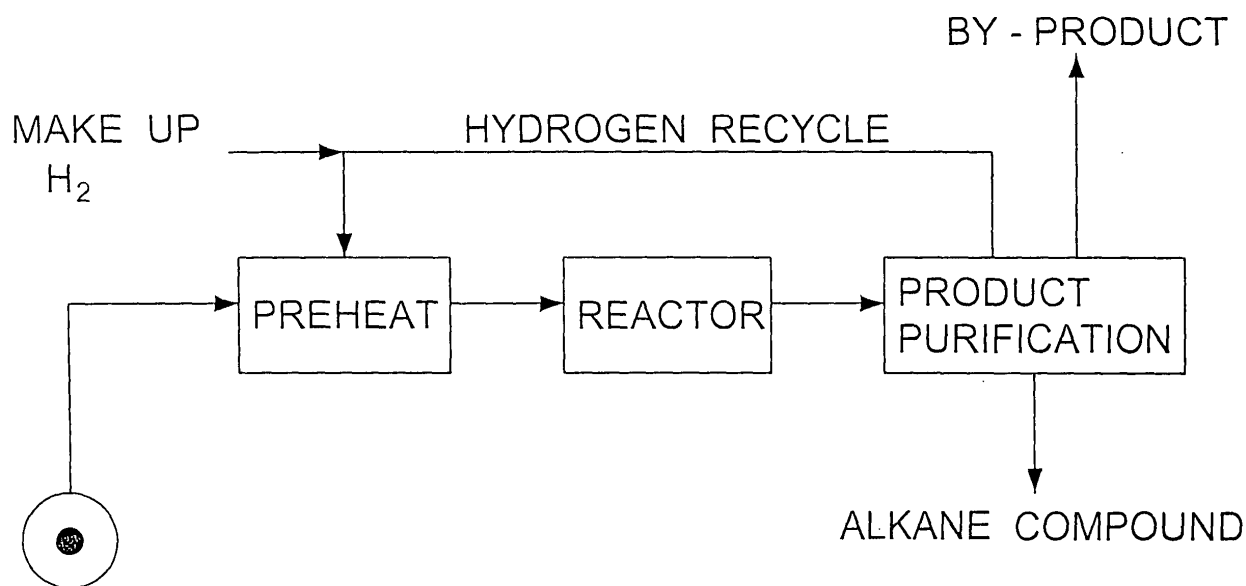 BY - PRODUCT
MAKE UP
H₂
HYDROGEN RECYCLE
PREHEAT
REACTOR
PRODUCT
PURIFICATION
ALKANE COMPOUND